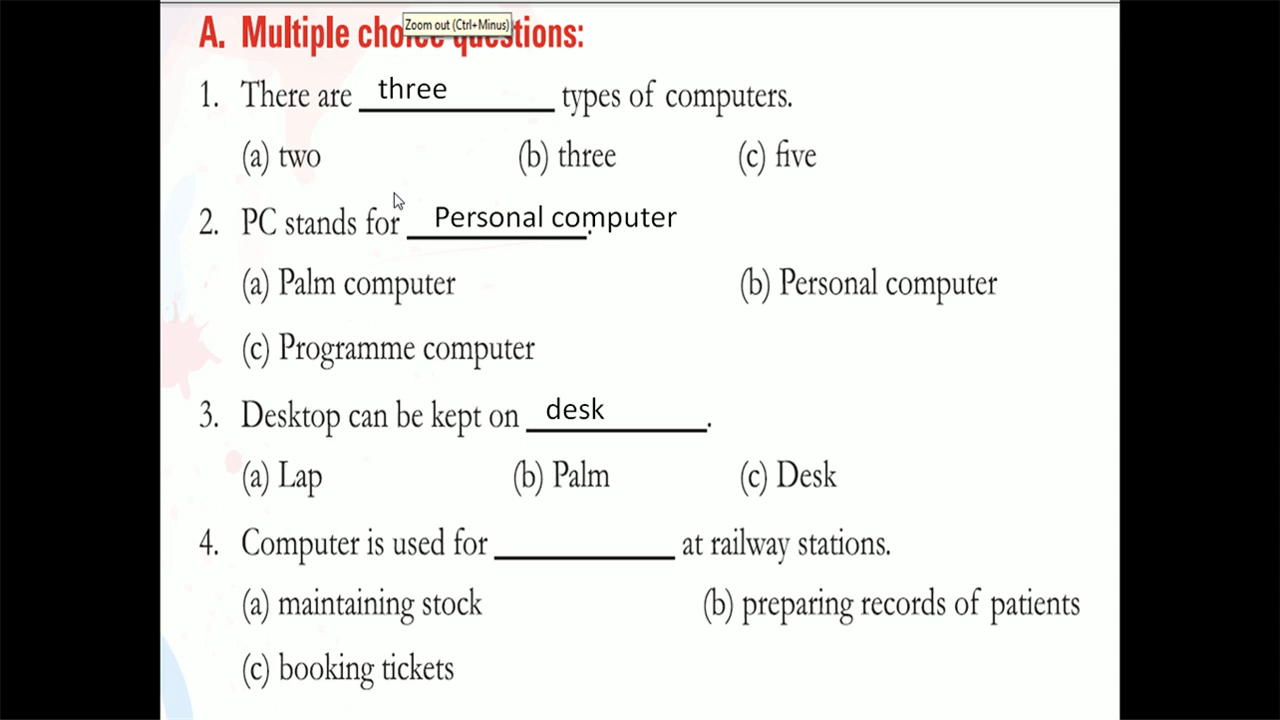 Zoom out (Ctrl+Minus)
A. Multiple choice questions:
1. There are three types of computers.
(a) two (b) three (c) five
2. PC stands for Personal computer.
(a) Palm computer (b) Personal computer
(c) Programme computer
3. Desktop can be kept on desk.
(a) Lap (b) Palm (c) Desk
4. Computer is used for ____________ at railway stations.
(a) maintaining stock (b) preparing records of patients
(c) booking tickets